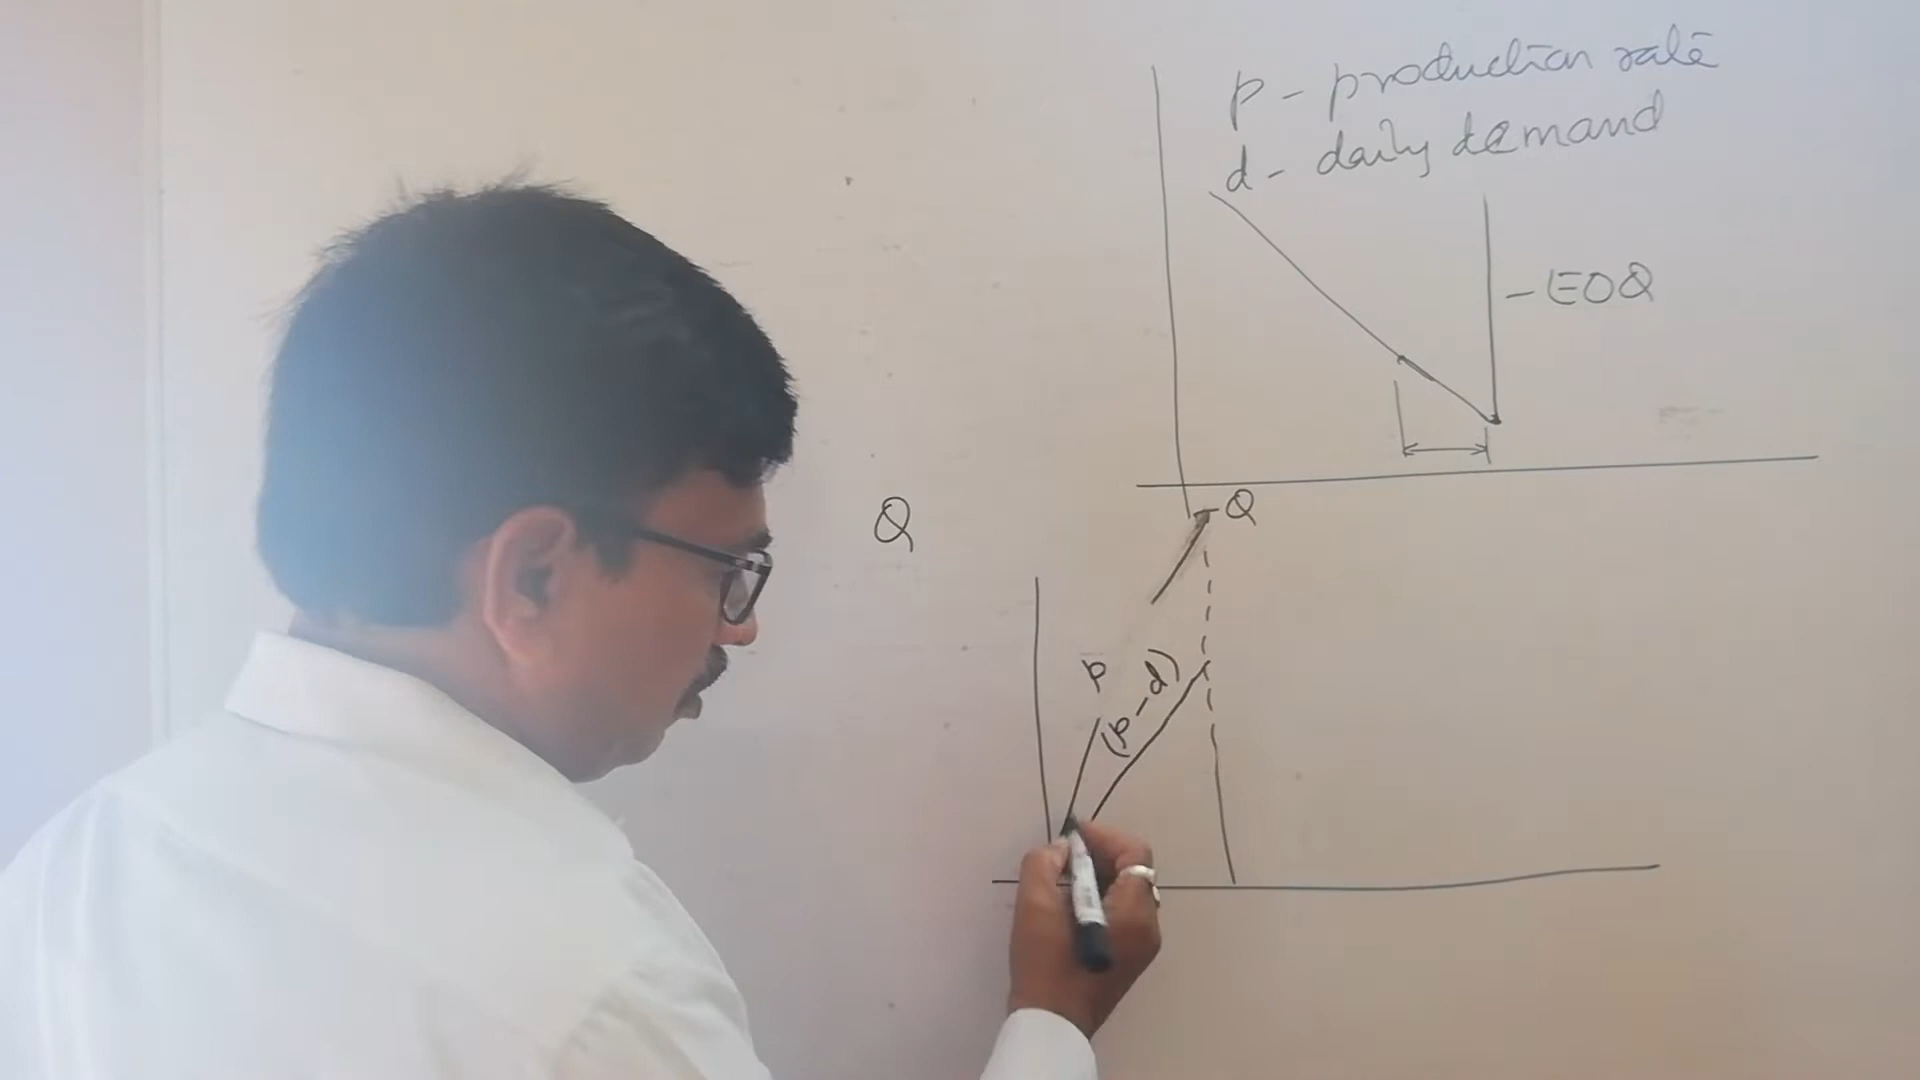 p - production rate
d - daily demand
- EOQ
Q
- Q
p
(p-d)